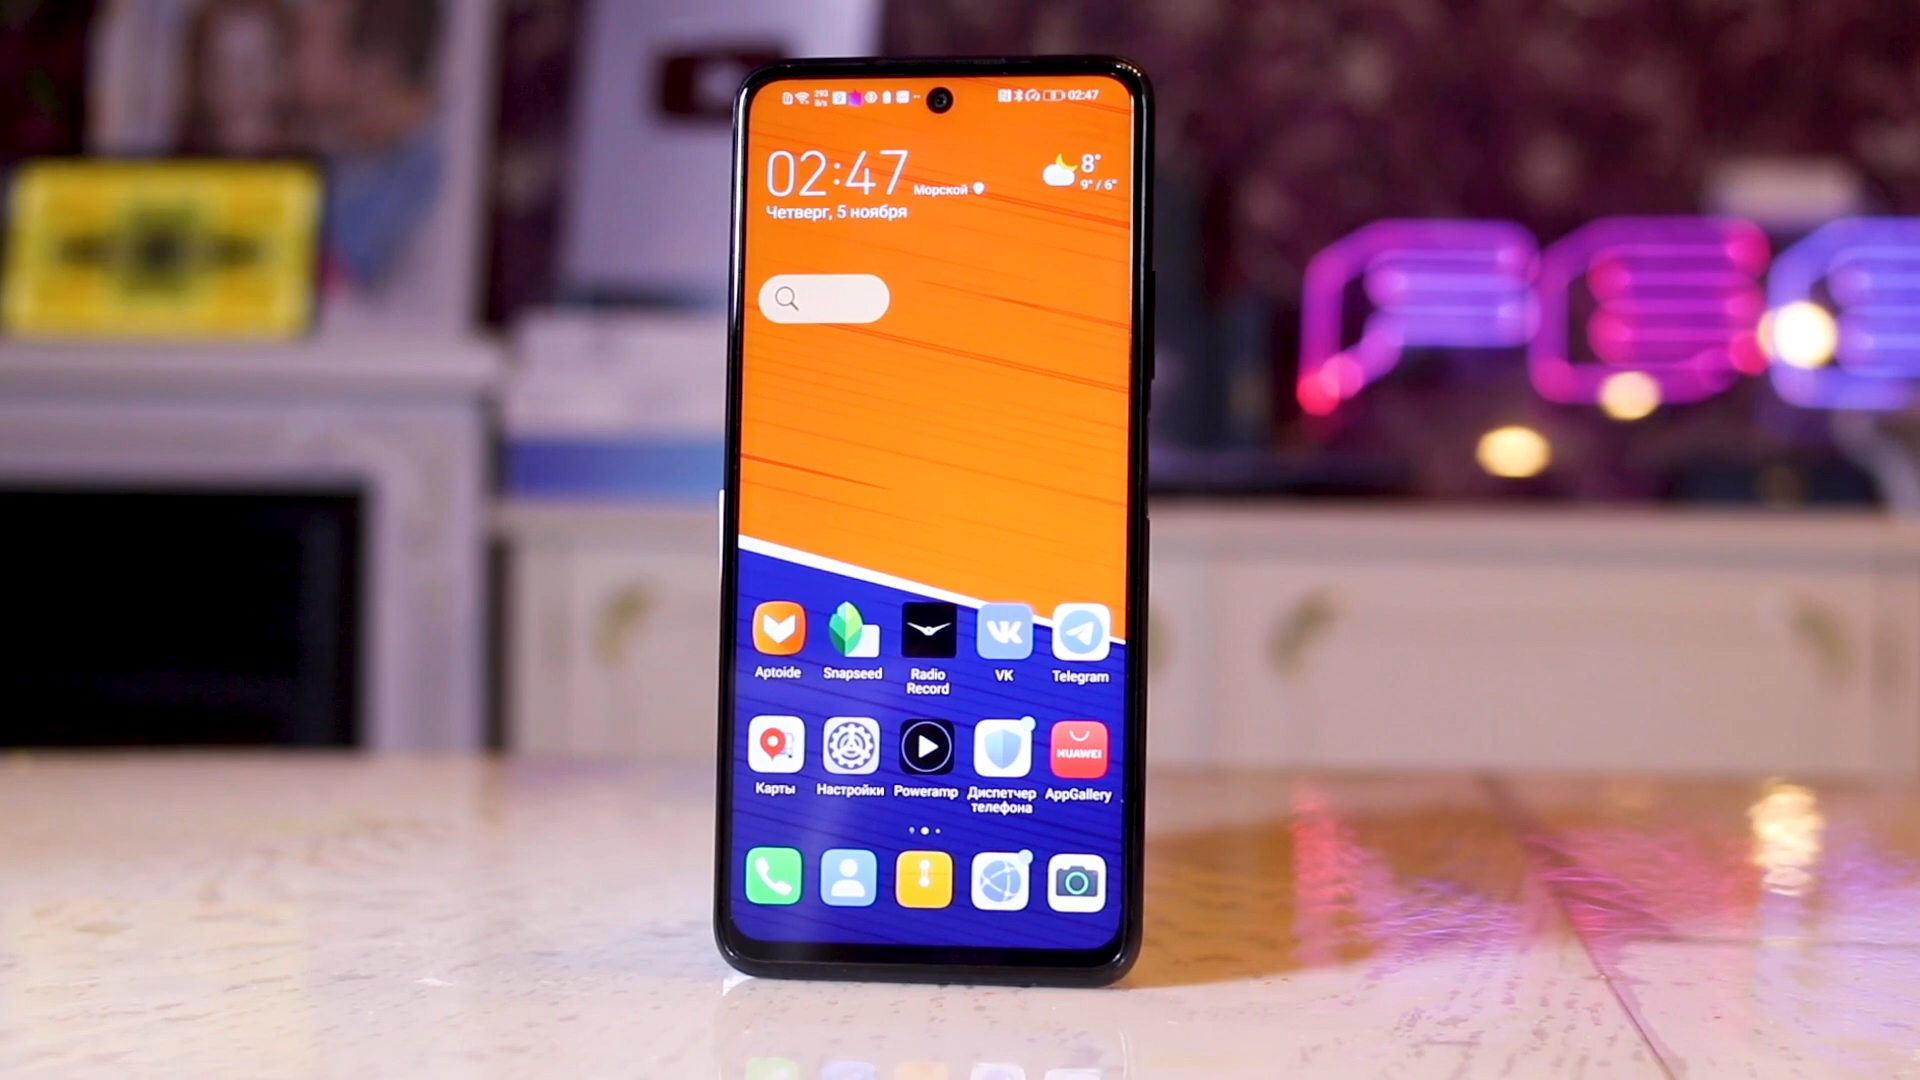 293
B/s
02:47
02:47
Морской
8°
9° / 6°
Четверг, 5 ноября
Aptoide
Snapseed
Radio
Record
VK
Telegram
HUAWEI
Карты
Настройки
Poweramp
Диспетчер
телефона
AppGallery